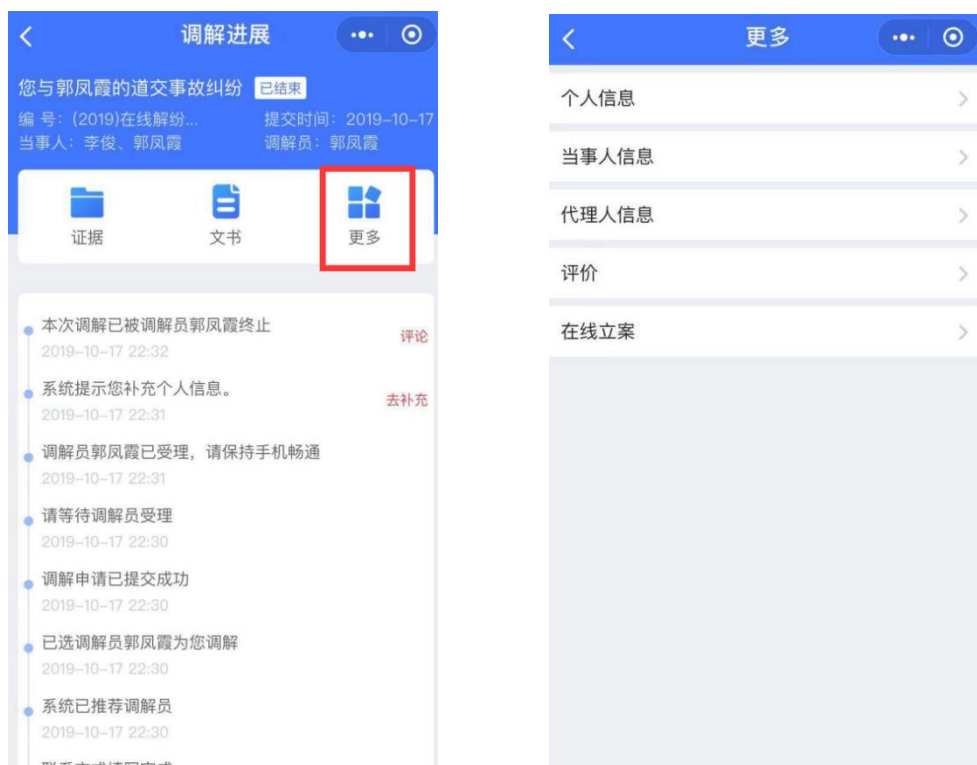 调解进展
您与郭凤霞的道交事故纠纷 已结束
编 号：(2019)在线解纷... 提交时间：2019-10-17
当事人：李俊、郭凤霞 调解员：郭凤霞
证据 文书 更多
本次调解已被调解员郭凤霞终止 评论
2019-10-17 22:32
系统提示您补充个人信息。 去补充
2019-10-17 22:31
调解员郭凤霞已受理，请保持手机畅通
2019-10-17 22:31
请等待调解员受理
2019-10-17 22:30
调解申请已提交成功
2019-10-17 22:30
已选调解员郭凤霞为您调解
2019-10-17 22:30
系统已推荐调解员
2019-10-17 22:30
更多
个人信息
当事人信息
代理人信息
评价
在线立案